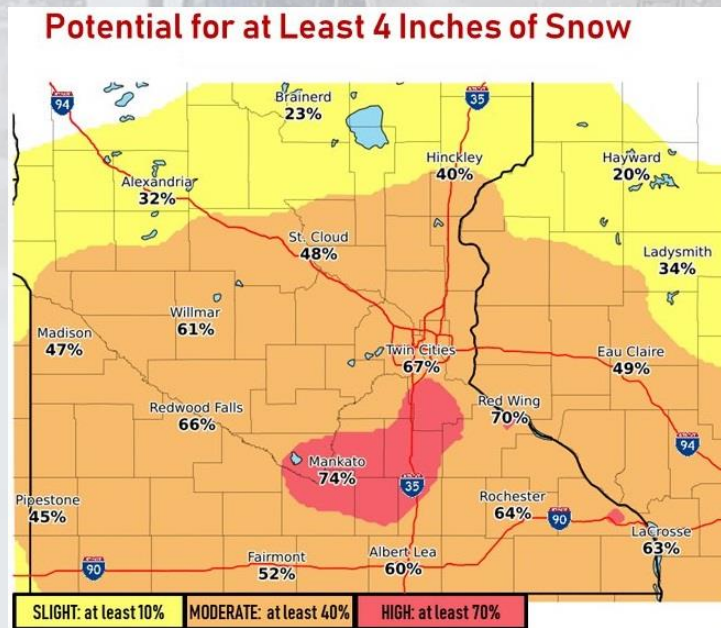 Potential for at Least 4 Inches of Snow
94
Brainerd
23%
35
Hinckley
40%
Hayward
20%
Alexandria
32%
St. Cloud
48%
Ladysmith
34%
Willmar
61%
Madison
47%
Twin Cities
67%
Eau Claire
49%
Redwood Falls
66%
Red Wing
70%
94
Mankato
74%
35
Pipestone
45%
Rochester
64%
90
LaCrosse
63%
Fairmont
52%
Albert Lea
60%
90
SLIGHT: at least 10%
MODERATE: at least 40%
HIGH: at least 70%